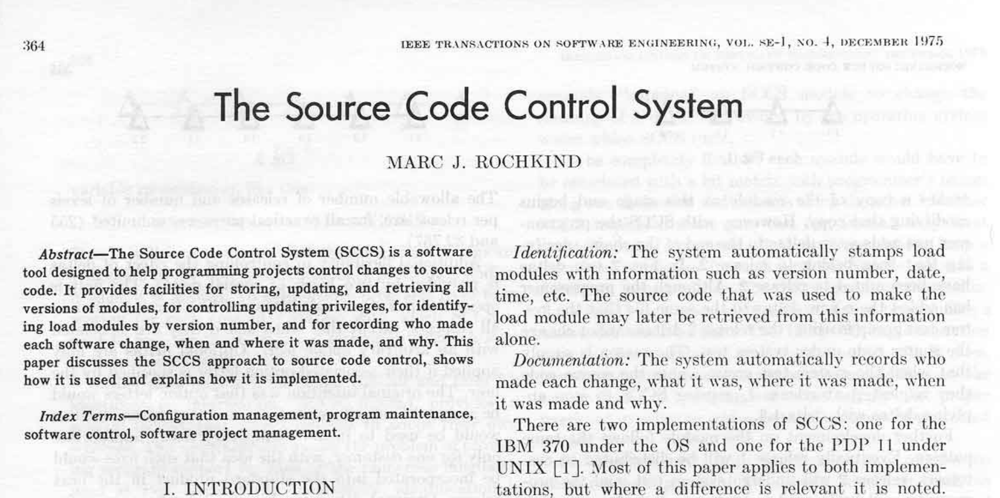 364
IEEE TRANSACTIONS ON SOFTWARE ENGINEERING, VOL. SE-1, NO. 4, DECEMBER 1975
The Source Code Control System
MARC J. ROCHKIND
Abstract—The Source Code Control System (SCCS) is a software
tool designed to help programming projects control changes to source
code. It provides facilities for storing, updating, and retrieving all
versions of modules, for controlling updating privileges, for identify-
ing load modules by version number, and for recording who made
each software change, when and where it was made, and why. This
paper discusses the SCCS approach to source code control, shows
how it is used and explains how it is implemented.
Index Terms—Configuration management, program maintenance,
software control, software project management.
I. INTRODUCTION
Identification: The system automatically stamps load
modules with information such as version number, date,
time, etc. The source code that was used to make the
load module may later be retrieved from this information
alone.
Documentation: The system automatically records who
made each change, what it was, where it was made, when
it was made and why.
There are two implementations of SCCS: one for the
IBM 370 under the OS and one for the PDP 11 under
UNIX [1]. Most of this paper applies to both implemen-
tations, but where a difference is relevant it is noted.